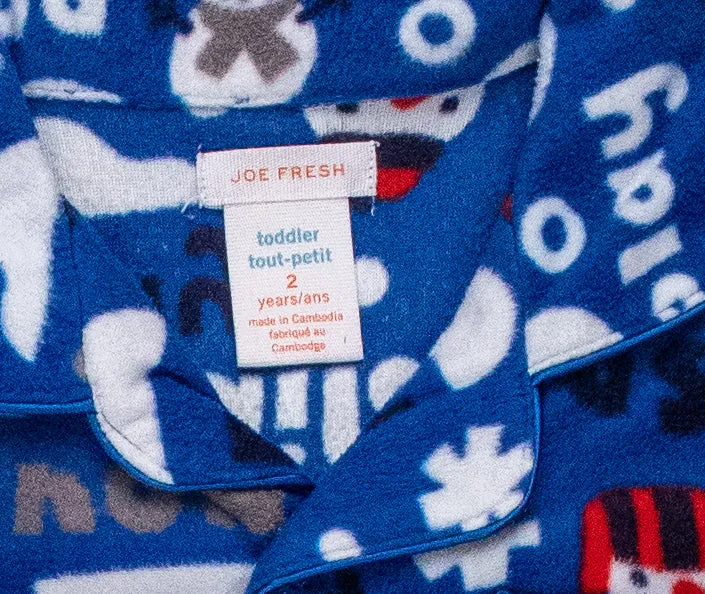 JOE FRESH
toddler
tout-petit
2
years/ans
made in Cambodia
fabriqué au
Cambodge